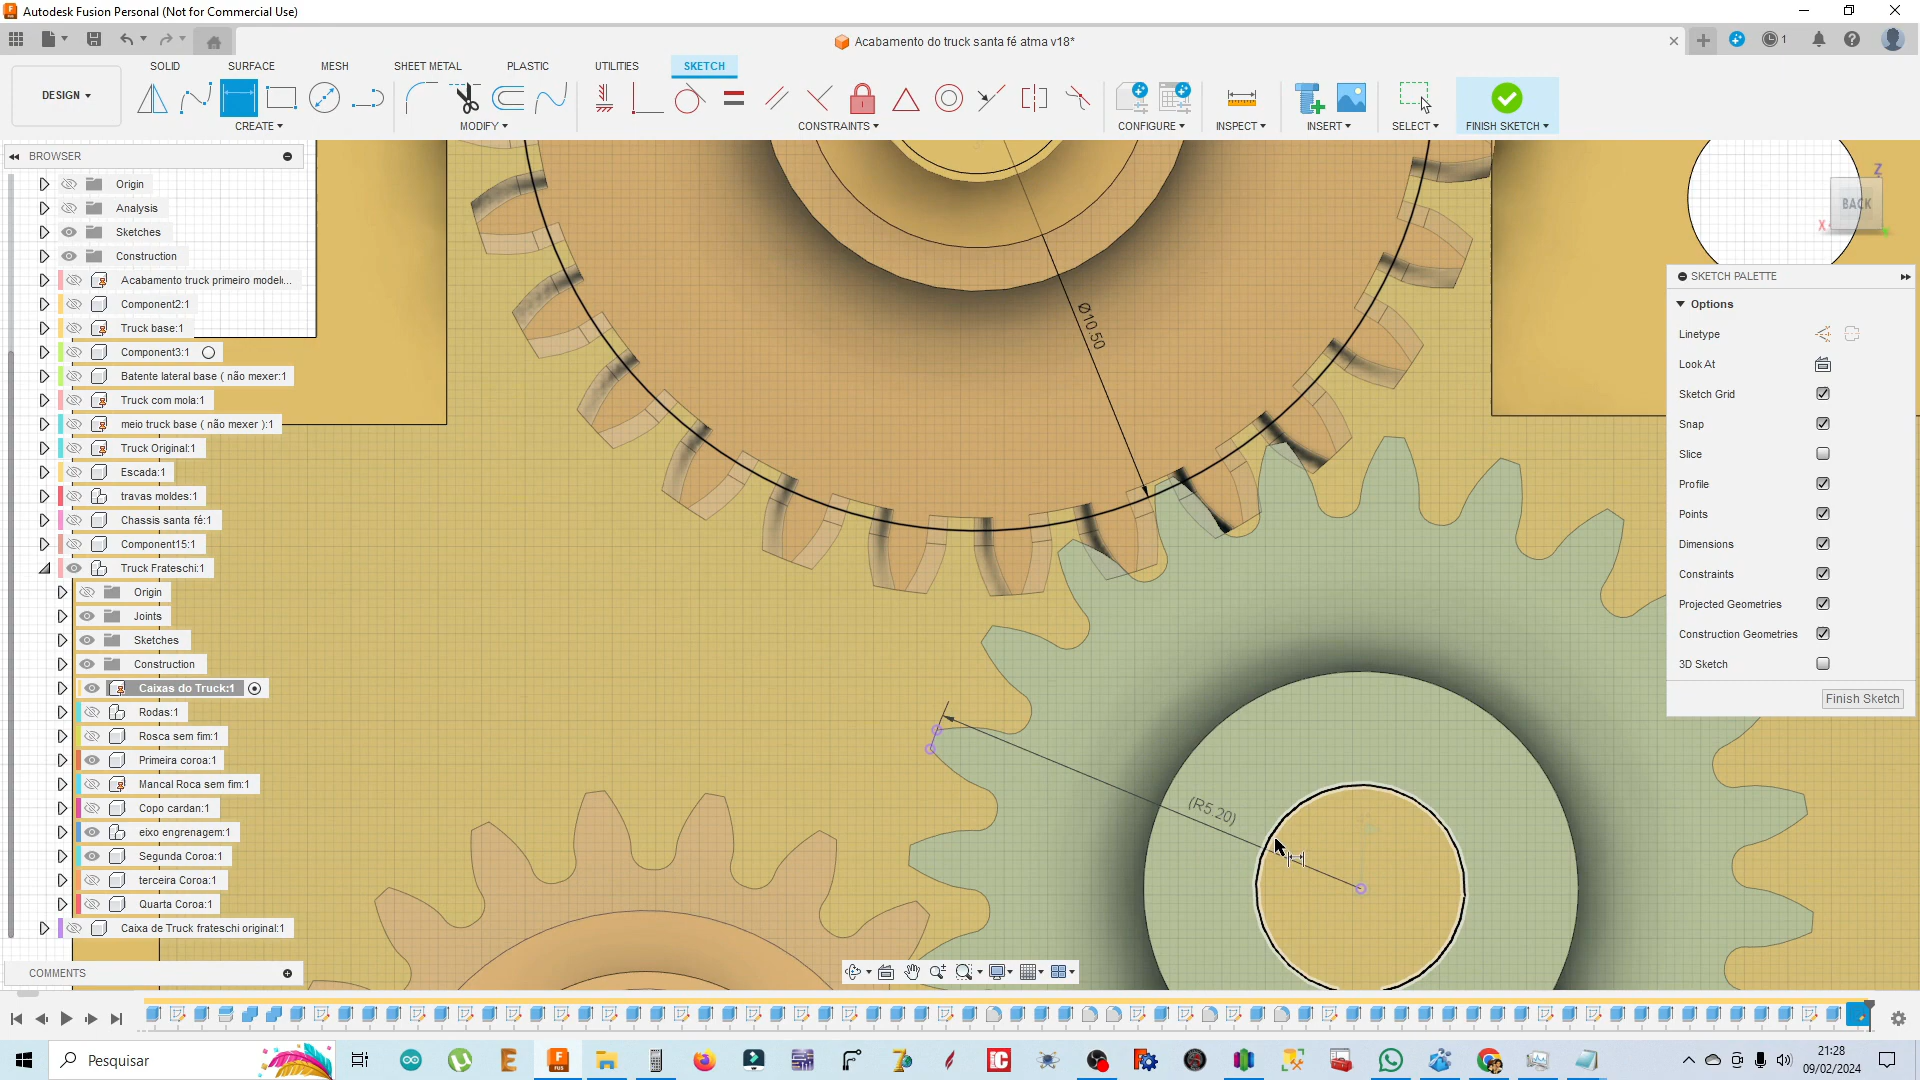 Autodesk Fusion Personal (Not for Commercial Use)
Acabamento do truck santa fé atma v18*
1
DESIGN
SOLID
SURFACE
MESH
SHEET METAL
PLASTIC
UTILITIES
SKETCH
CREATE
MODIFY
CONSTRAINTS
CONFIGURE
INSPECT
INSERT
SELECT
FINISH SKETCH
BROWSER
Origin
Analysis
Sketches
Construction
Acabamento truck primeiro modelo...
Component2:1
Truck base:1
Component3:1
Batente lateral base ( não mexer:1
Truck com mola:1
meio truck base ( não mexer ):1
Truck Original:1
Escada:1
travas moldes:1
Chassis santa fé:1
Component15:1
Truck Frateschi:1
Origin
Joints
Sketches
Construction
Caixas do Truck:1
Rodas:1
Rosca sem fim:1
Primeira coroa:1
Mancal Roca sem fim:1
Copo cardan:1
eixo engrenagem:1
Segunda Coroa:1
terceira Coroa:1
Quarta Coroa:1
Caixa de Truck frateschi original:1
COMMENTS
Ø10.50
(R5.20)
Z
BACK
X
SKETCH PALETTE
Options
Linetype
Look At
Sketch Grid
Snap
Slice
Profile
Points
Dimensions
Constraints
Projected Geometries
Construction Geometries
3D Sketch
Finish Sketch
Pesquisar
21:28
09/02/2024